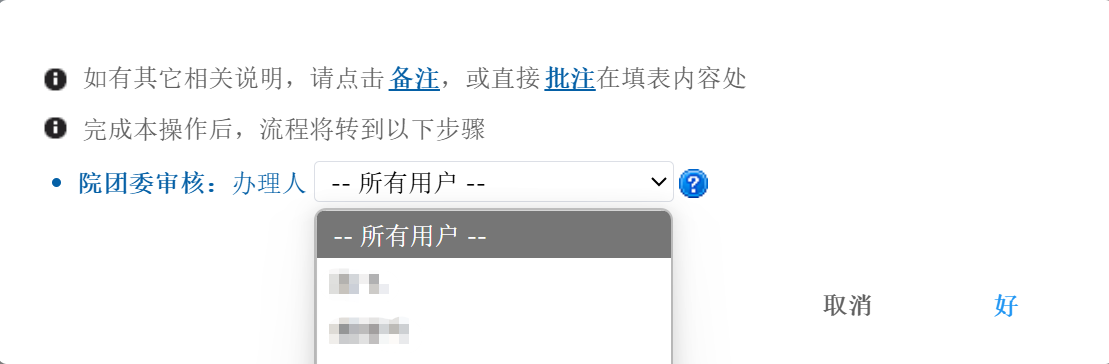 如有其它相关说明，请点击备注，或直接批注在填表内容处
完成本操作后，流程将转到以下步骤
院团委审核：办理人 -- 所有用户 --
-- 所有用户 --
取消 好